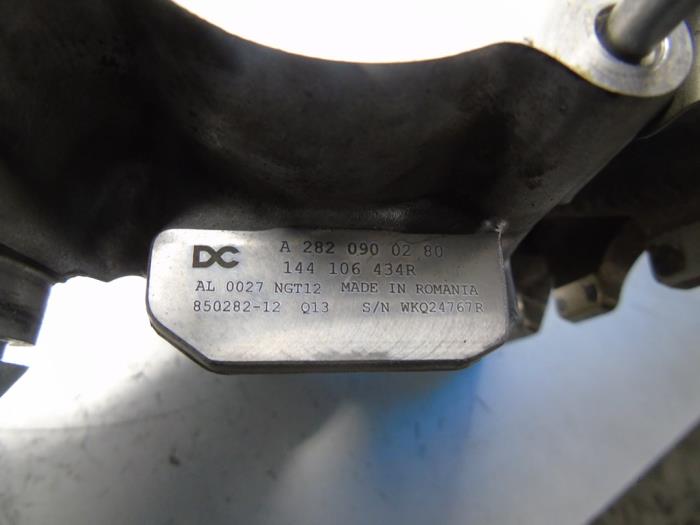 DC A 282 090 02 80
144 106 434R
AL 0027 NGT12 MADE IN ROMANIA
850282-12 Q13 S/N WKQ24767R